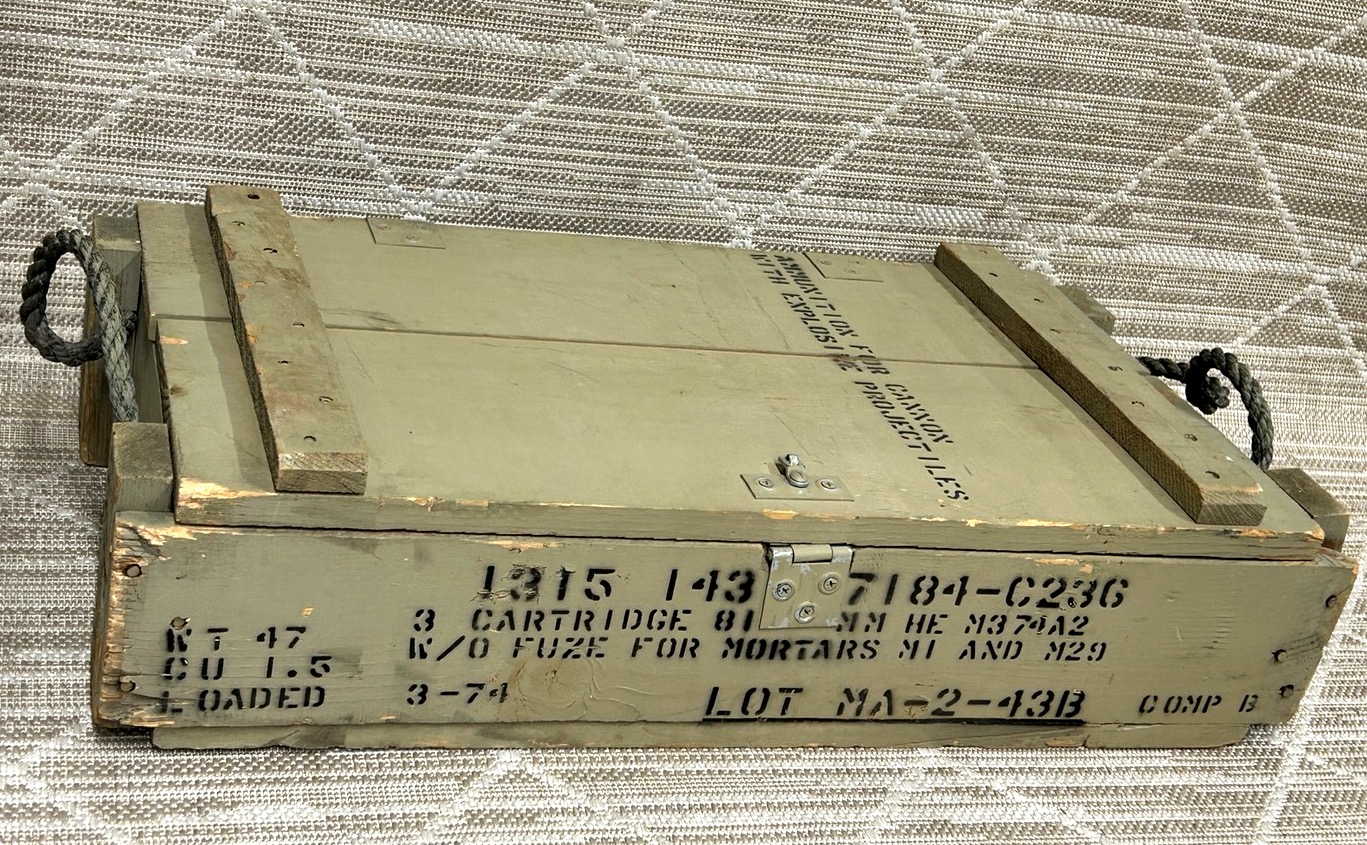 AMMUNITION FOR CANNON
WITH EXPLOSIVE PROJECTILES
1315 143 7184-C236
3 CARTRIDGE 81 MM HE M374A2
WT 47
W/O FUZE FOR MORTARS M1 AND M29
CU 1.5
LOADED 3-74
LOT MA-2-43B
COMP B